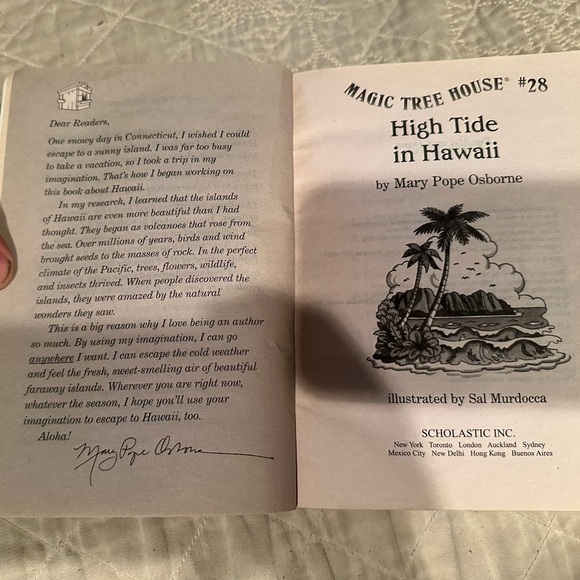 Dear Readers,
One snowy day in Connecticut, I wished I could
escape to a sunny island. I was far too busy
to take a vacation, so I took a trip in my
imagination. That's how I began working on
this book about Hawaii.
In my research, I learned that the islands
of Hawaii are even more beautiful than I had
thought. They began as volcanoes that rose from
the sea. Over millions of years, birds and wind
brought seeds to the masses of rock. In the perfect
climate of the Pacific, trees, flowers, wildlife,
and insects thrived. When people discovered the
islands, they were amazed by the natural
wonders they saw.
This is a big reason why I love being an author
so much. By using my imagination, I can go
anywhere I want. I can escape the cold weather
and feel the fresh, sweet-smelling air of beautiful
faraway islands. Wherever you are right now,
whatever the season, I hope you'll use your
imagination to escape to Hawaii, too.
Aloha!
Mary Pope Osborne
MAGIC TREE HOUSE® #28
High Tide
in Hawaii
by Mary Pope Osborne
illustrated by Sal Murdocca
SCHOLASTIC INC.
New York Toronto London Auckland Sydney
Mexico City New Delhi Hong Kong Buenos Aires